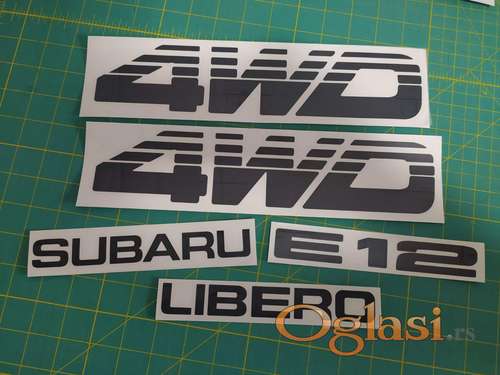 4WD
4WD
SUBARU
E12
LIBERO
Oglasi.rs